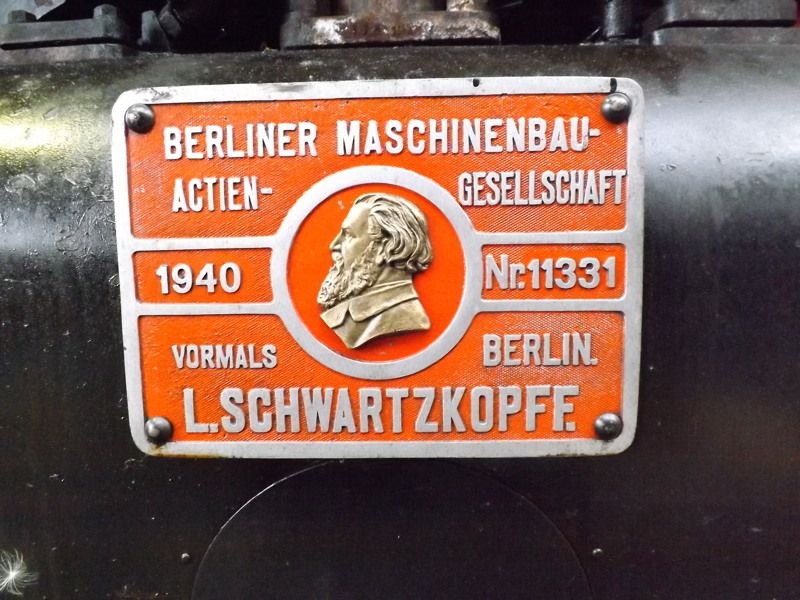 BERLINER MASCHINENBAU-
ACTIEN- GESELLSCHAFT
1940 Nr.11331
VORMALS BERLIN.
L.SCHWARTZKOPFF.